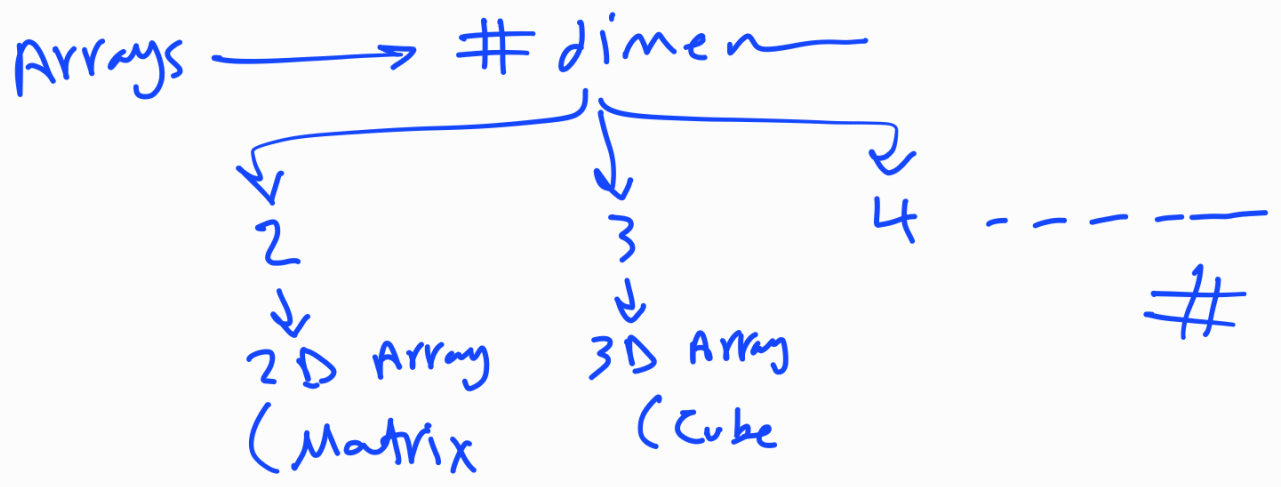 Arrays → # dimen
2 3 4 - - - - -
#
2D Array 3D Array
(Matrix (Cube